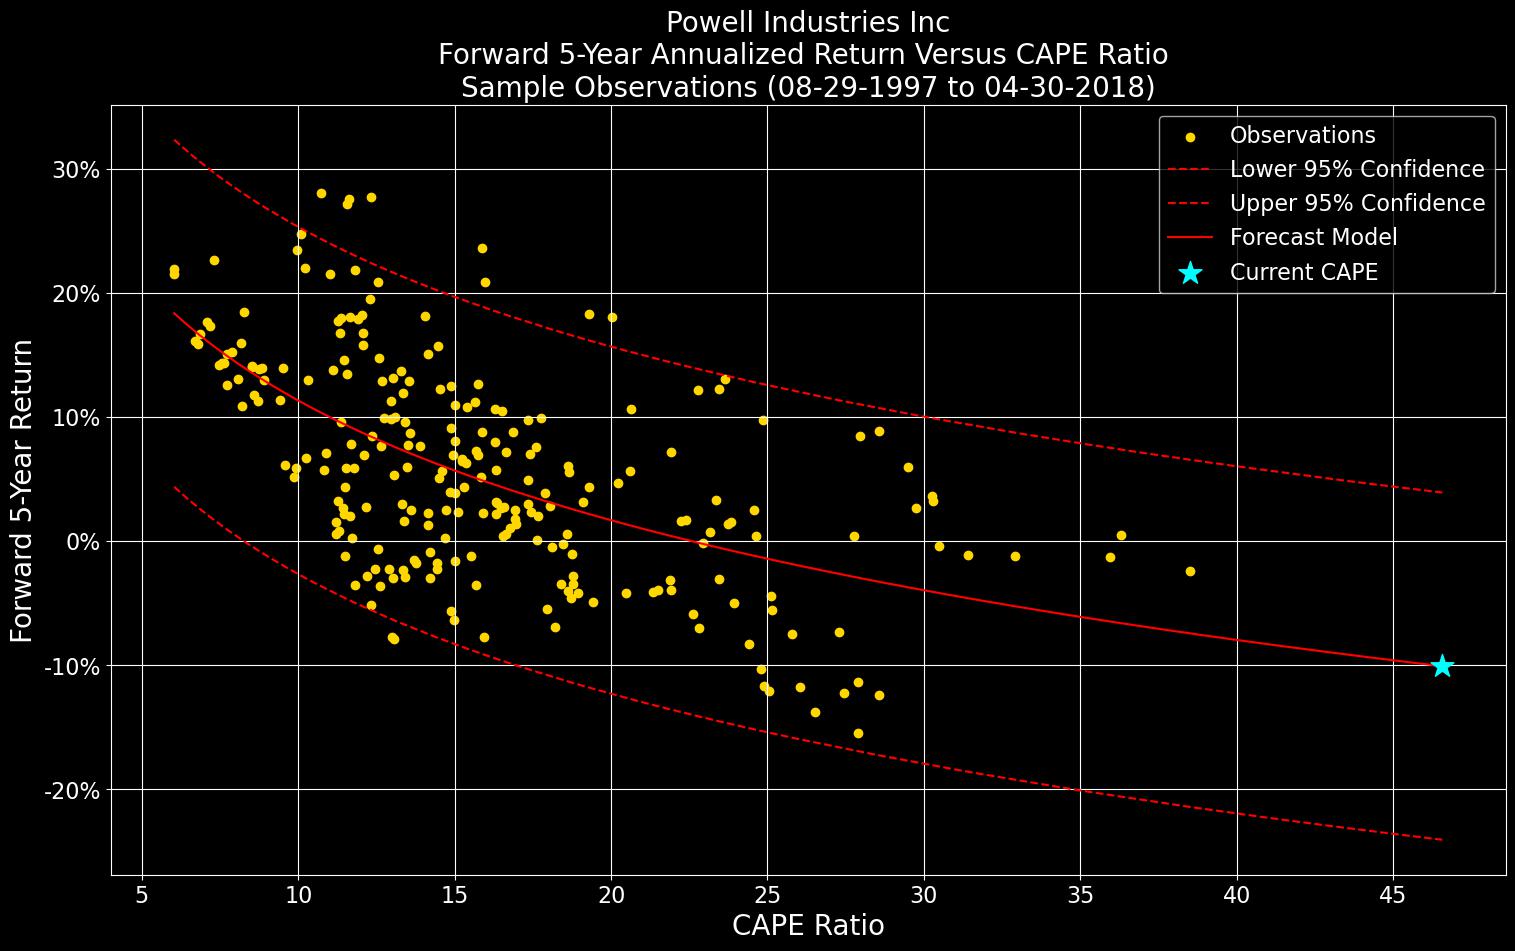 Powell Industries Inc
Forward 5-Year Annualized Return Versus CAPE Ratio
Sample Observations (08-29-1997 to 04-30-2018)
Observations
Lower 95% Confidence
Upper 95% Confidence
Forecast Model
Current CAPE
Forward 5-Year Return
30%
20%
10%
0%
-10%
-20%
5 10 15 20 25 30 35 40 45
CAPE Ratio